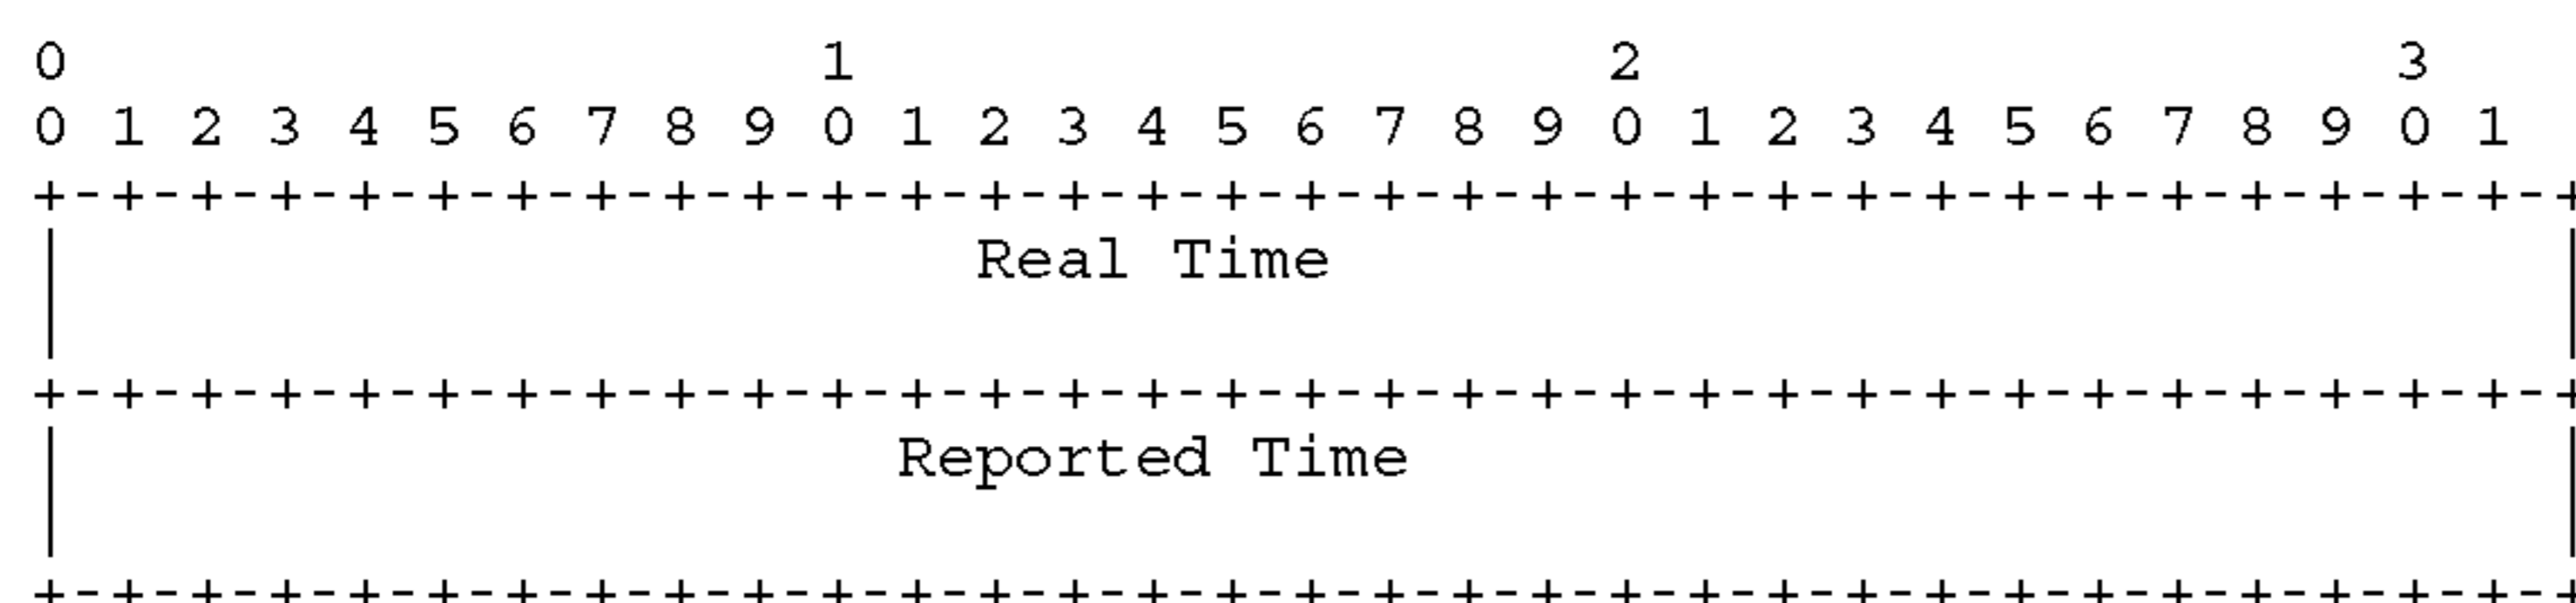 0                   1                   2                   3
0 1 2 3 4 5 6 7 8 9 0 1 2 3 4 5 6 7 8 9 0 1 2 3 4 5 6 7 8 9 0 1
+-+-+-+-+-+-+-+-+-+-+-+-+-+-+-+-+-+-+-+-+-+-+-+-+-+-+-+-+-+-+-+-+
|                       Real Time                               |
|                                                               |
+-+-+-+-+-+-+-+-+-+-+-+-+-+-+-+-+-+-+-+-+-+-+-+-+-+-+-+-+-+-+-+-+
|                     Reported Time                             |
|                                                               |
+-+-+-+-+-+-+-+-+-+-+-+-+-+-+-+-+-+-+-+-+-+-+-+-+-+-+-+-+-+-+-+-+